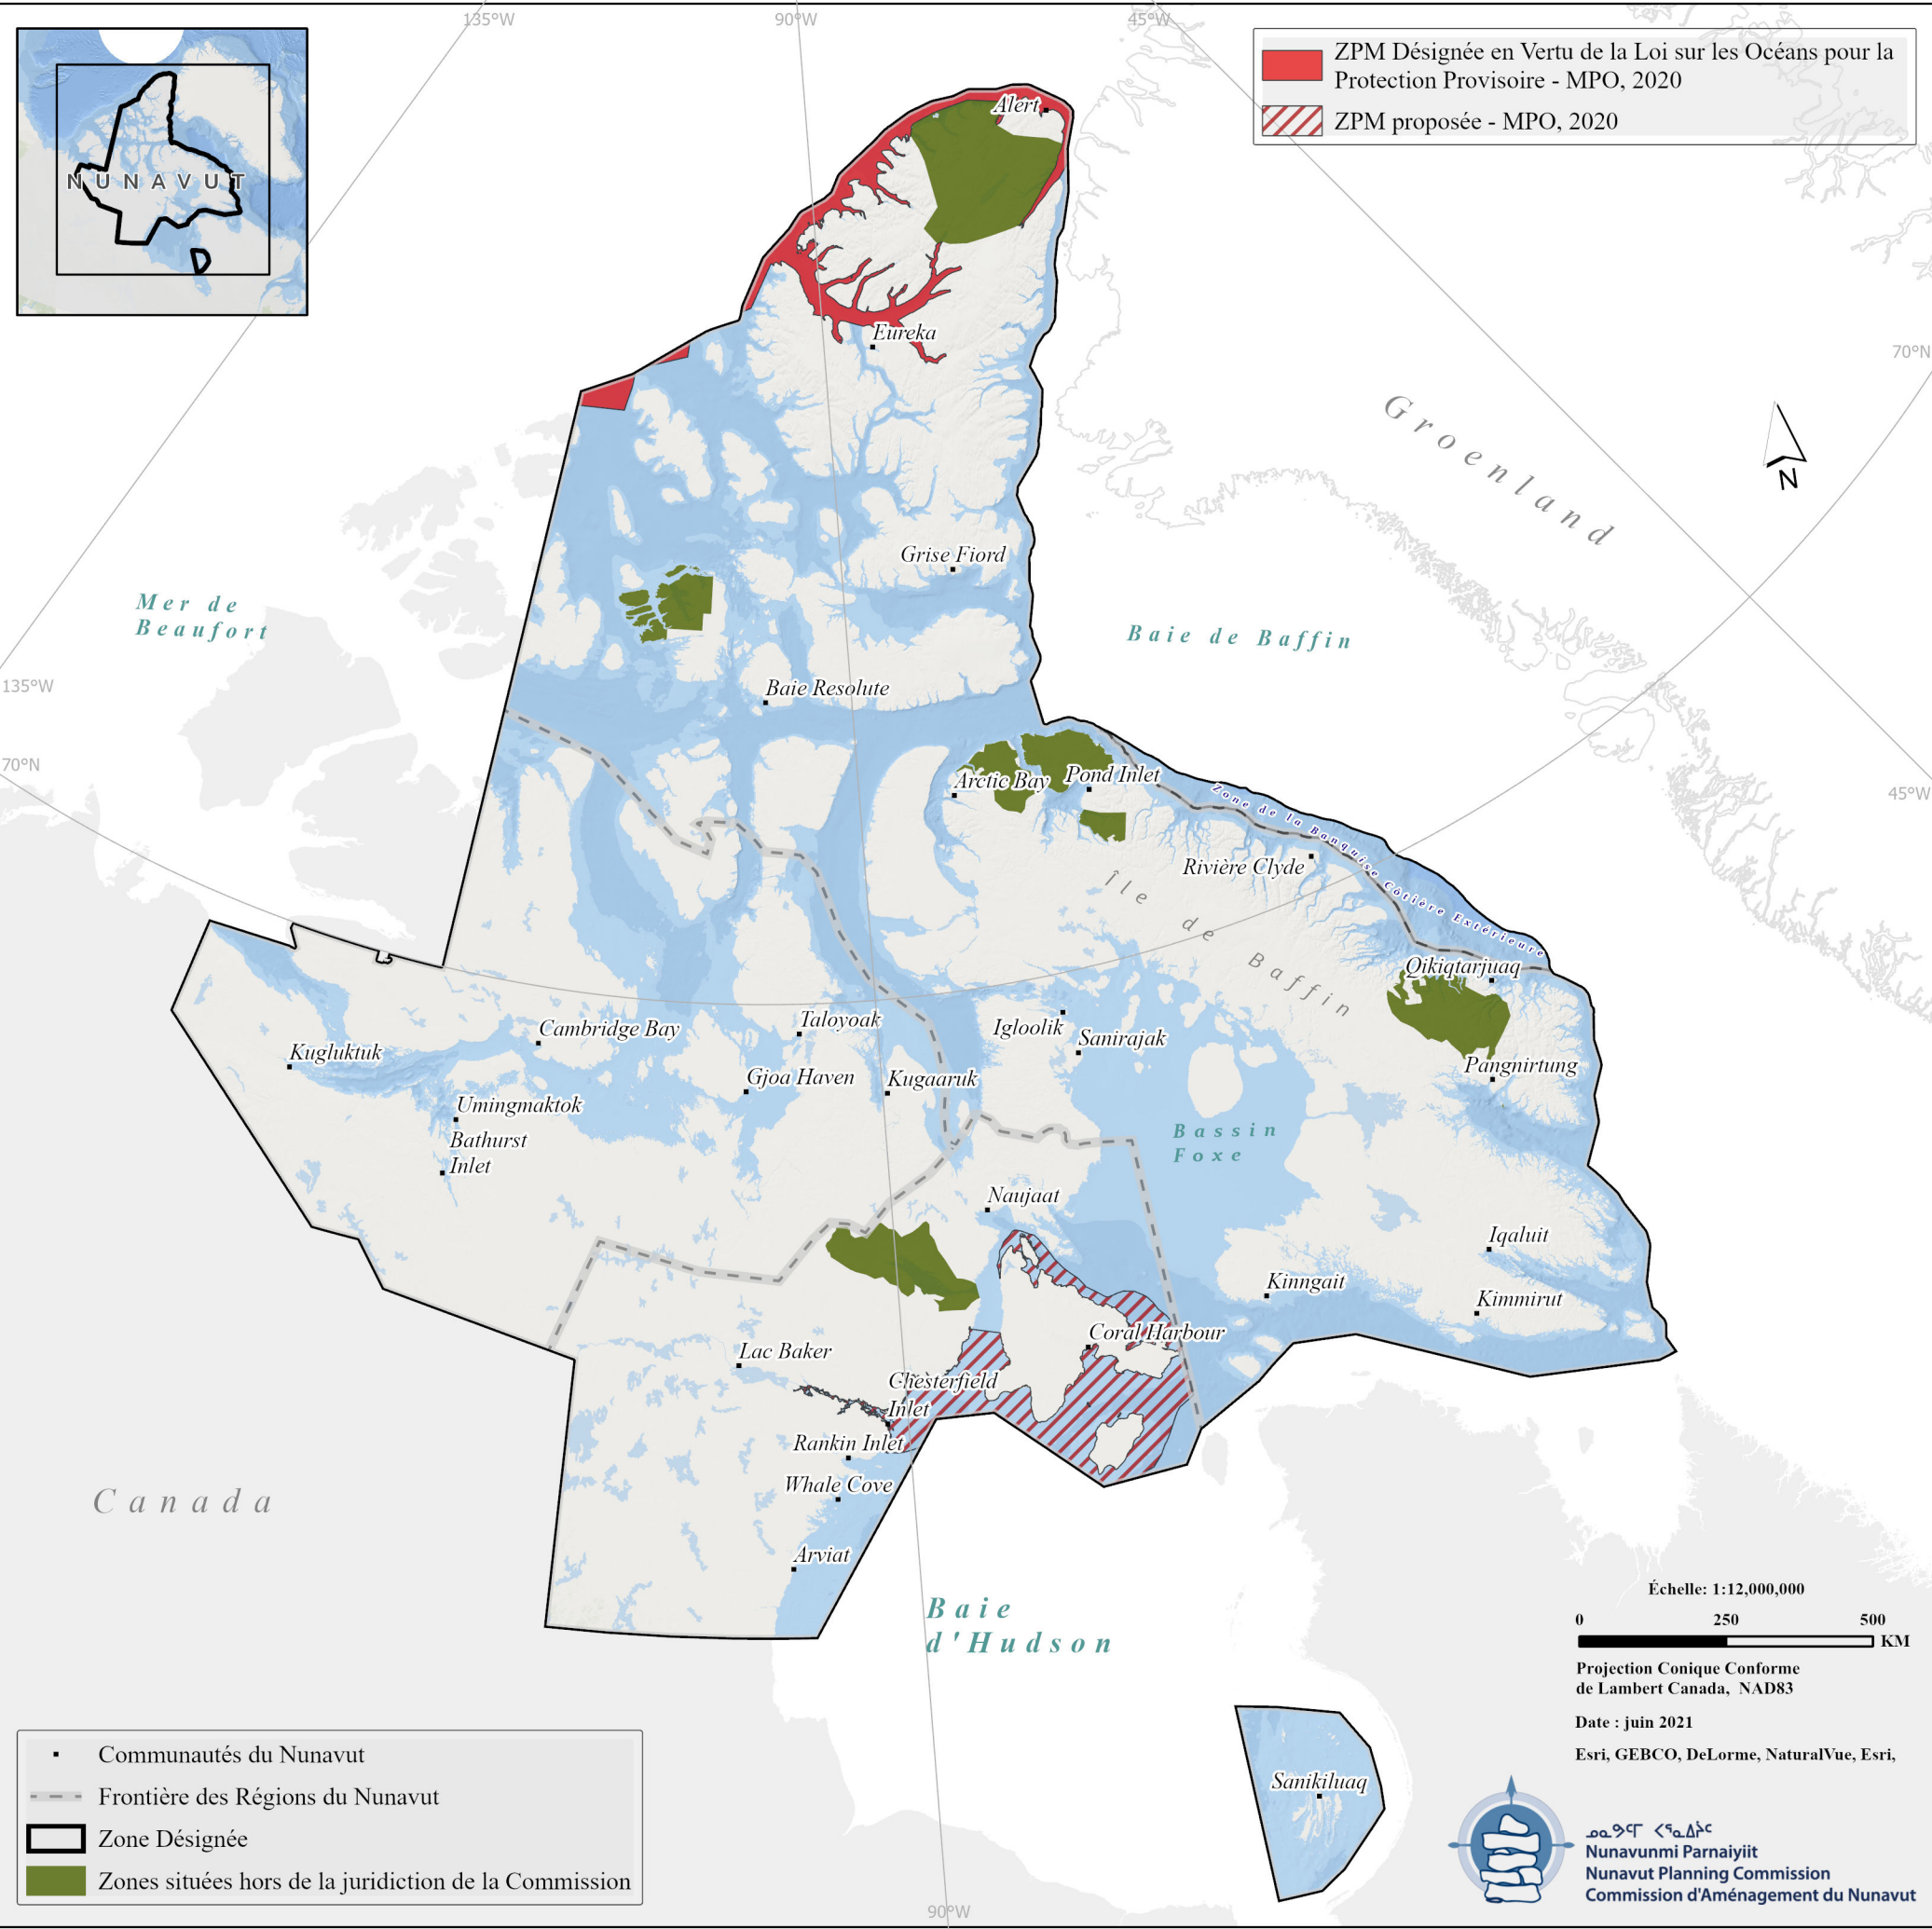 135°W
90°W
45°W
NUNAVUT
ZPM Désignée en Vertu de la Loi sur les Océans pour la
Protection Provisoire - MPO, 2020
ZPM proposée - MPO, 2020
Alert
Eureka
70°N
Groenland
N
Grise Fiord
Mer de
Beaufort
Baie de Baffin
135°W
Baie Resolute
70°N
Arctic Bay
Pond Inlet
Zone de la Banquise Côtière Extérieure
45°W
Rivière Clyde
Île de Baffin
Qikiqtarjuaq
Cambridge Bay
Taloyoak
Igloolik
Sanirajak
Kugluktuk
Gjoa Haven
Kugaaruk
Pangnirtung
Umingmaktok
Bathurst
Inlet
Bassin
Foxe
Naujaat
Iqaluit
Kinngait
Kimmirut
Coral Harbour
Lac Baker
Chesterfield
Inlet
Rankin Inlet
Whale Cove
Canada
Arviat
Baie
d'Hudson
Échelle: 1:12,000,000
0 250 500
KM
Projection Conique Conforme
de Lambert Canada, NAD83
Date : juin 2021
Esri, GEBCO, DeLorme, NaturalVue, Esri,
Sanikiluaq
Communautés du Nunavut
Frontière des Régions du Nunavut
Zone Désignée
Zones situées hors de la juridiction de la Commission
90°W
ᓄᓇᕗᒻᒥ ᐸᕐᓇᐃᔨᑦ
Nunavunmi Parnaiyiit
Nunavut Planning Commission
Commission d'Aménagement du Nunavut